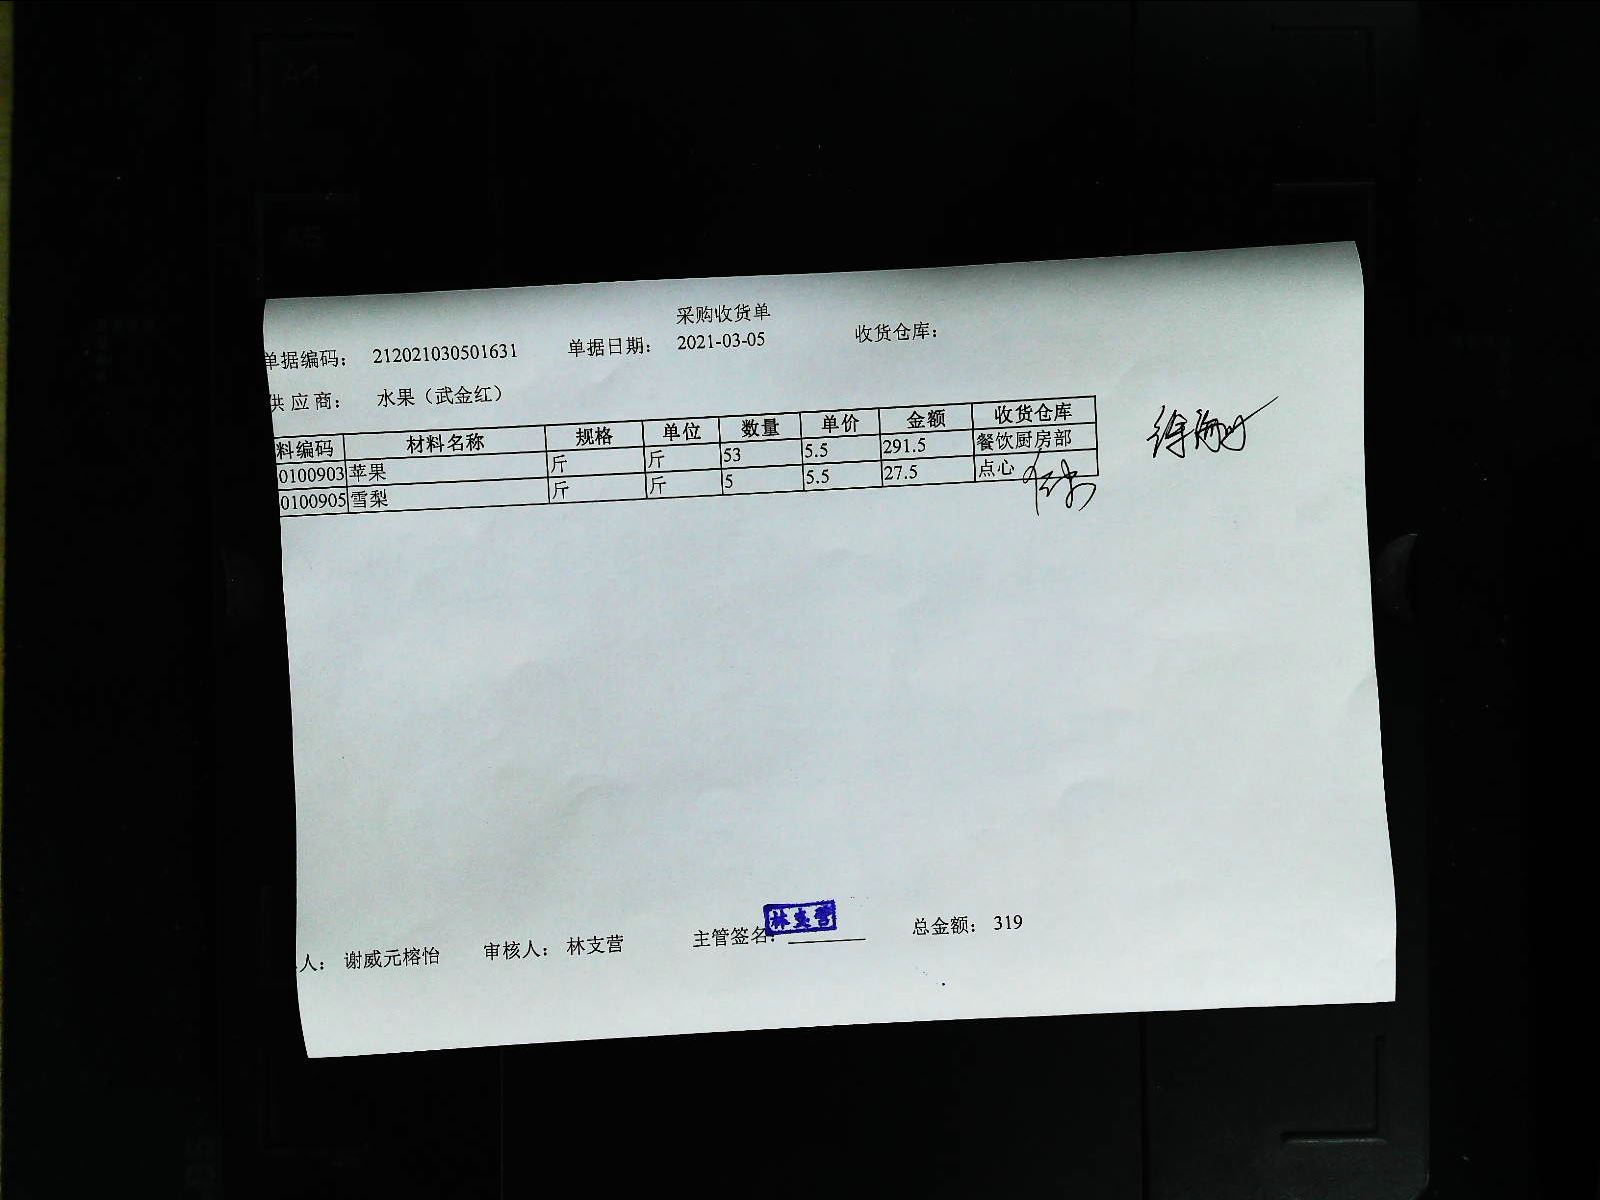 采购收货单
单据编码： 212021030501631 单据日期： 2021-03-05 收货仓库：
供应商： 水果（武金红）
料编码 材料名称 规格 单位 数量 单价 金额 收货仓库
0100903 苹果 斤 斤 53 5.5 291.5 餐饮厨房部
0100905 雪梨 斤 斤 5 5.5 27.5 点心
人： 谢威元榕怡 审核人： 林支营 主管签名： 林支营 总金额： 319